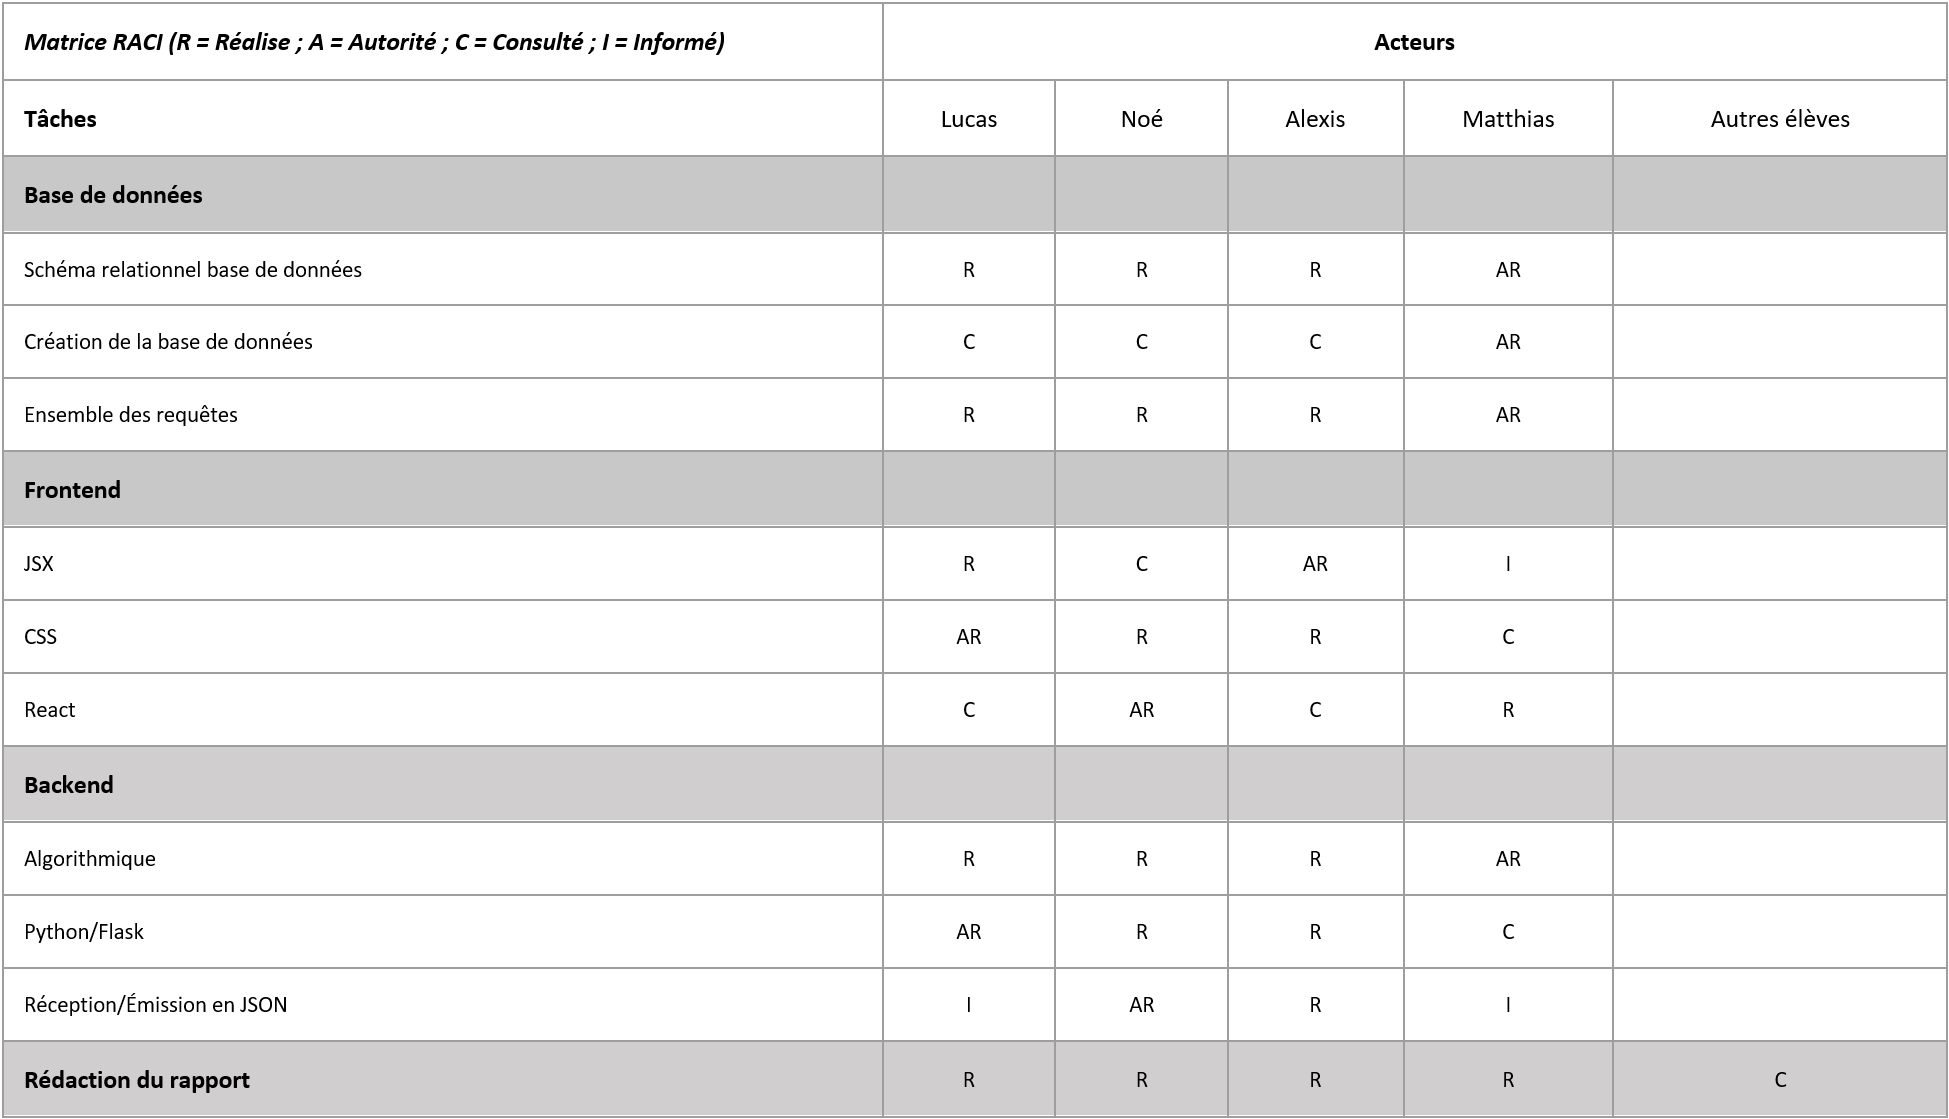 Matrice RACI (R = Réalise ; A = Autorité ; C = Consulté ; I = Informé) Acteurs
Tâches Lucas Noé Alexis Matthias Autres élèves
Base de données
Schéma relationnel base de données R R R AR
Création de la base de données C C C AR
Ensemble des requêtes R R R AR
Frontend
JSX R C AR I
CSS AR R R C
React C AR C R
Backend
Algorithmique R R R AR
Python/Flask AR R R C
Réception/Émission en JSON I AR R I
Rédaction du rapport R R R R C